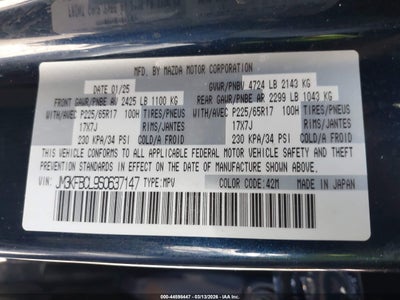 MFD. BY MAZDA MOTOR CORPORATION
DATE 01/25 GVWR/PNBV 4724 LB 2143 KG
FRONT GAWR/PNBE AV 2425 LB 1100 KG REAR GAWR/PNBE AR 2299 LB 1043 KG
WITH/AVEC P225/65R17 100H TIRES/PNEUS WITH/AVEC P225/65R17 100H TIRES/PNEUS
17X7J RIMS/JANTES 17X7J RIMS/JANTES
230 KPA/34 PSI COLD/A FROID 230 KPA/34 PSI COLD/A FROID
THIS VEHICLE CONFORMS TO ALL APPLICABLE FEDERAL MOTOR VEHICLE SAFETY, BUMPER, AND THEFT
PREVENTION STANDARDS IN EFFECT ON THE DATE OF MANUFACTURE SHOWN ABOVE.
VIN: JM3KFBCL9S0637147 TYPE: MPV COLOR CODE: 42M MADE IN JAPAN
000-44598447 - 03/13/2026 - IAAI.COM